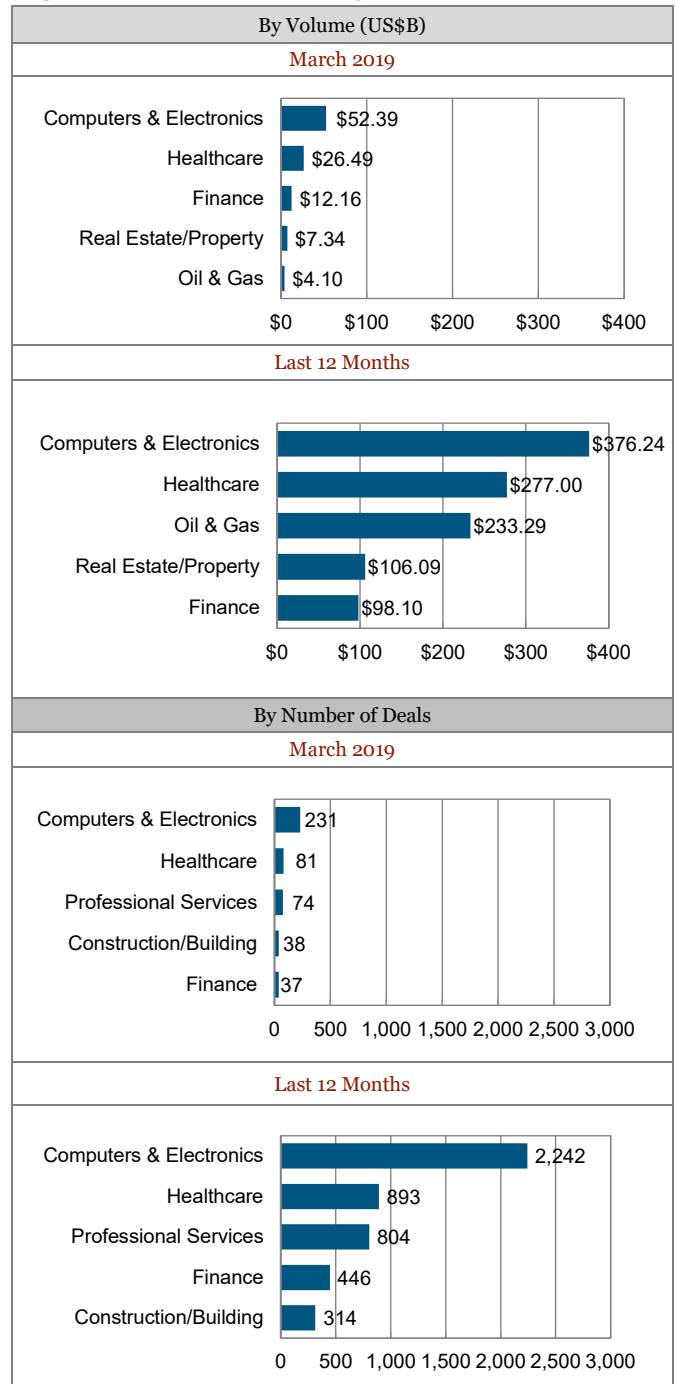 By Volume (US$B)
March 2019
Computers & Electronics $52.39
Healthcare $26.49
Finance $12.16
Real Estate/Property $7.34
Oil & Gas $4.10
$0 $100 $200 $300 $400
Last 12 Months
Computers & Electronics $376.24
Healthcare $277.00
Oil & Gas $233.29
Real Estate/Property $106.09
Finance $98.10
$0 $100 $200 $300 $400
By Number of Deals
March 2019
Computers & Electronics 231
Healthcare 81
Professional Services 74
Construction/Building 38
Finance 37
0 500 1,000 1,500 2,000 2,500 3,000
Last 12 Months
Computers & Electronics 2,242
Healthcare 893
Professional Services 804
Finance 446
Construction/Building 314
0 500 1,000 1,500 2,000 2,500 3,000